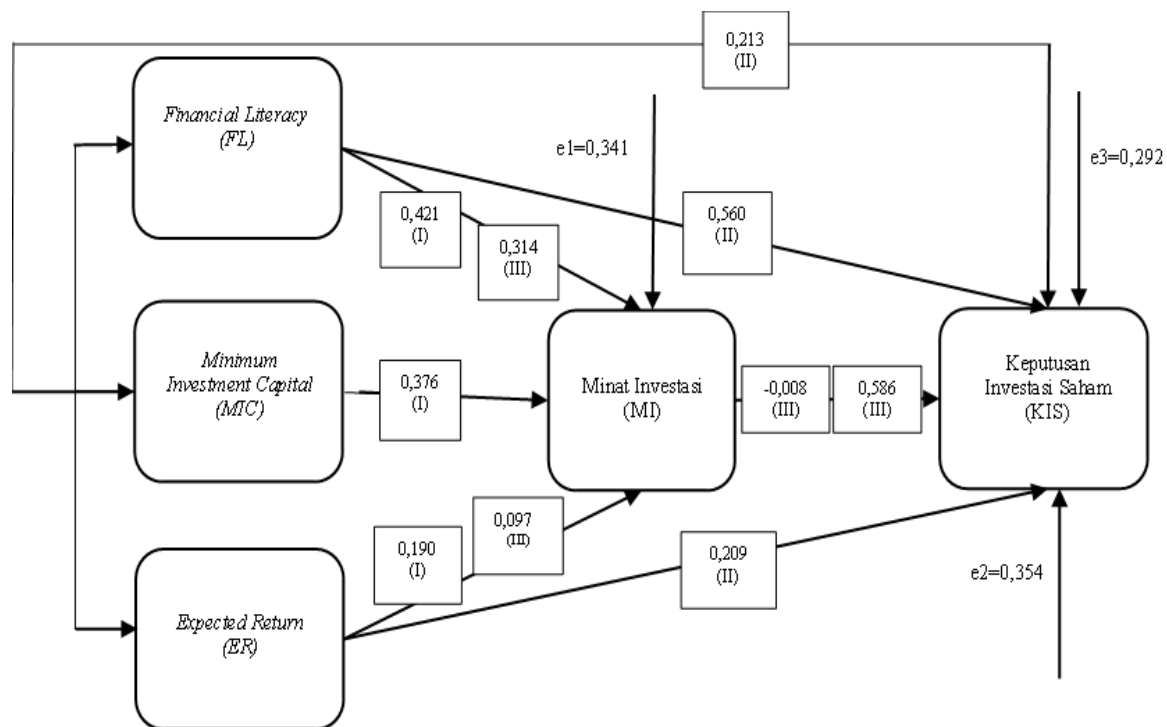 0,213
(II)
Financial Literacy
(FL)
e1=0,341
e3=0,292
0,421
(I)
0,314
(III)
0,560
(II)
Minimum
Investment Capital
(MIC)
0,376
(I)
Minat Investasi
(MI)
-0,008
(III)
0,586
(III)
Keputusan
Investasi Saham
(KIS)
0,190
(I)
0,097
(III)
0,209
(II)
e2=0,354
Expected Return
(ER)